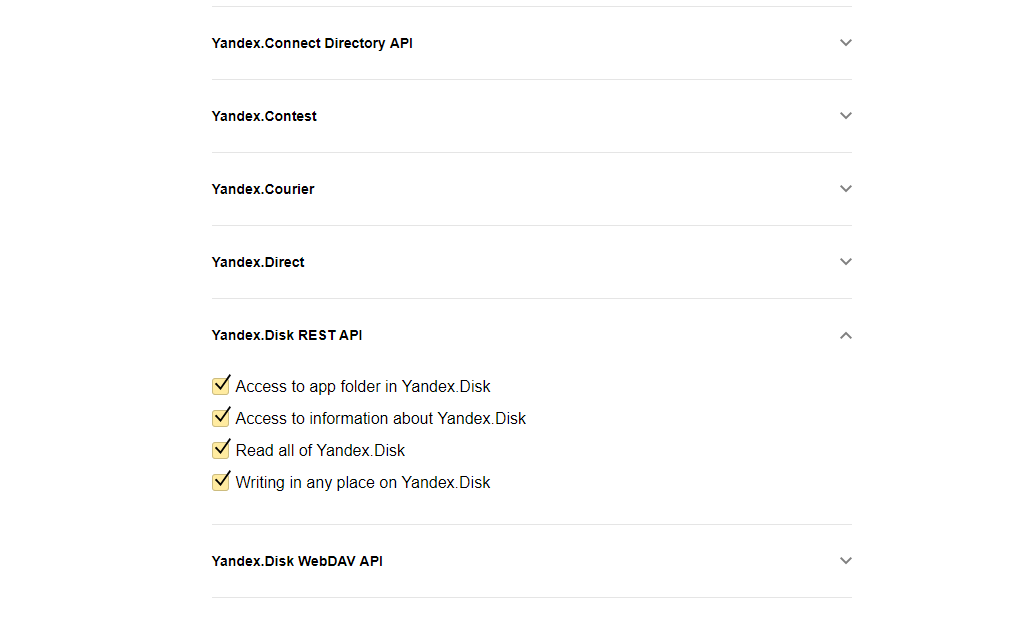 Yandex.Connect Directory API
Yandex.Contest
Yandex.Courier
Yandex.Direct
Yandex.Disk REST API
Access to app folder in Yandex.Disk
Access to information about Yandex.Disk
Read all of Yandex.Disk
Writing in any place on Yandex.Disk
Yandex.Disk WebDAV API